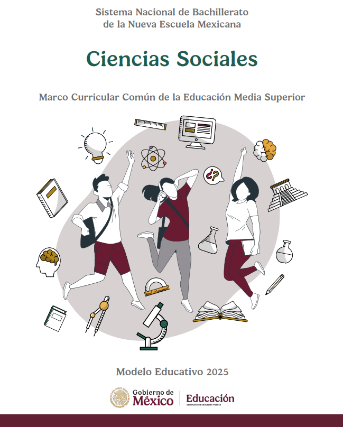 Sistema Nacional de Bachillerato
de la Nueva Escuela Mexicana
Ciencias Sociales
Marco Curricular Común de la Educación Media Superior
Modelo Educativo 2025
Gobierno de
México
Educación